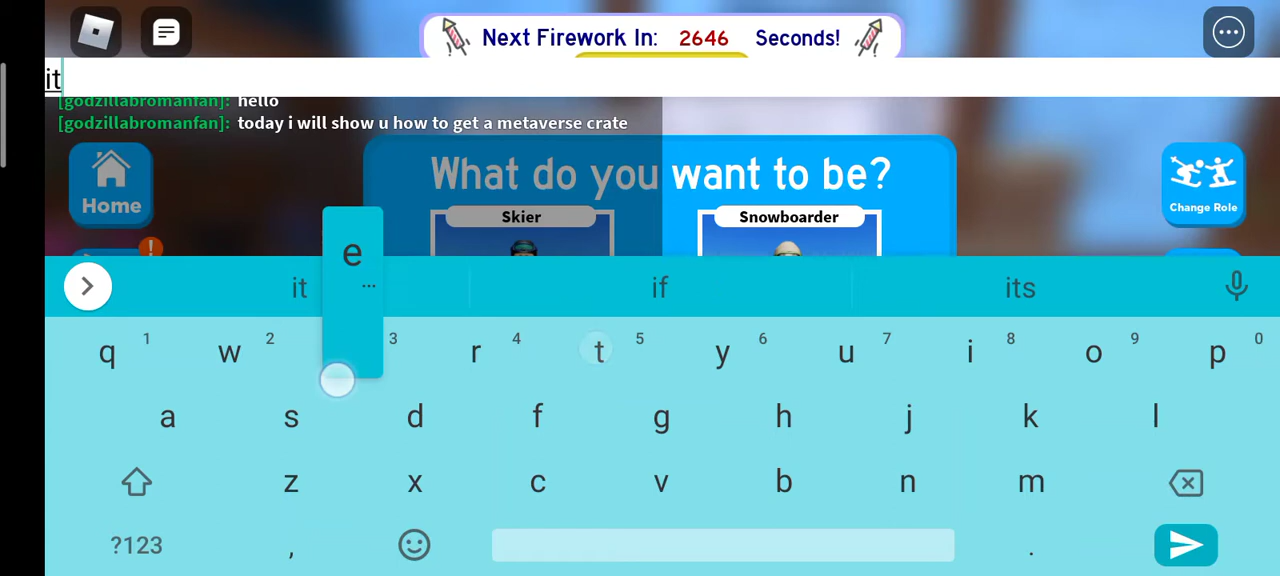 Next Firework In: 2646 Seconds!
it
[godzillabromanfan]: hello
[godzillabromanfan]: today i will show u how to get a metaverse crate
Home
What do you want to be?
Change Role
Skier
Snowboarder
!
e
...
it
if
its
q 1 w 2 3 r 4 t 5 y 6 u 7 i 8 o 9 p 0
a s d f g h j k l
z x c v b n m
?123 , .